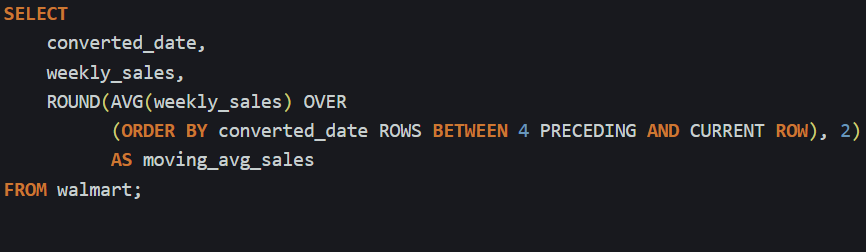 SELECT
converted_date,
weekly_sales,
ROUND(AVG(weekly_sales) OVER
(ORDER BY converted_date ROWS BETWEEN 4 PRECEDING AND CURRENT ROW), 2)
AS moving_avg_sales
FROM walmart;